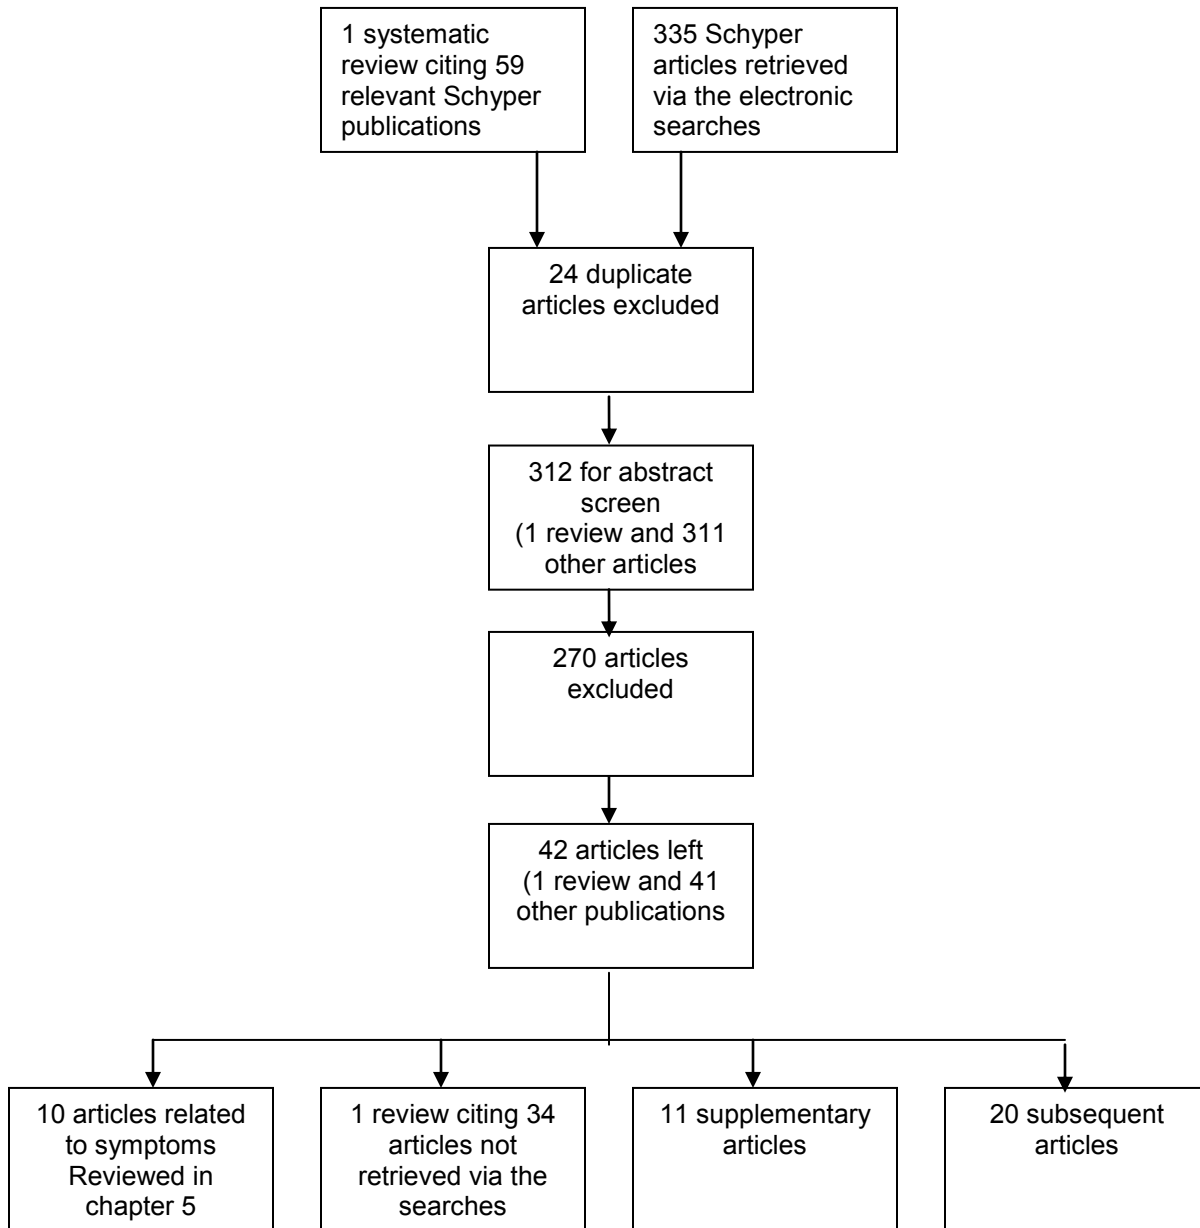 1 systematic
review citing 59
relevant Schyper
publications
335 Schyper
articles retrieved
via the electronic
searches
24 duplicate
articles excluded
312 for abstract
screen
(1 review and 311
other articles
270 articles
excluded
42 articles left
(1 review and 41
other publications
10 articles related
to symptoms
Reviewed in
chapter 5
1 review citing 34
articles not
retrieved via the
searches
11 supplementary
articles
20 subsequent
articles